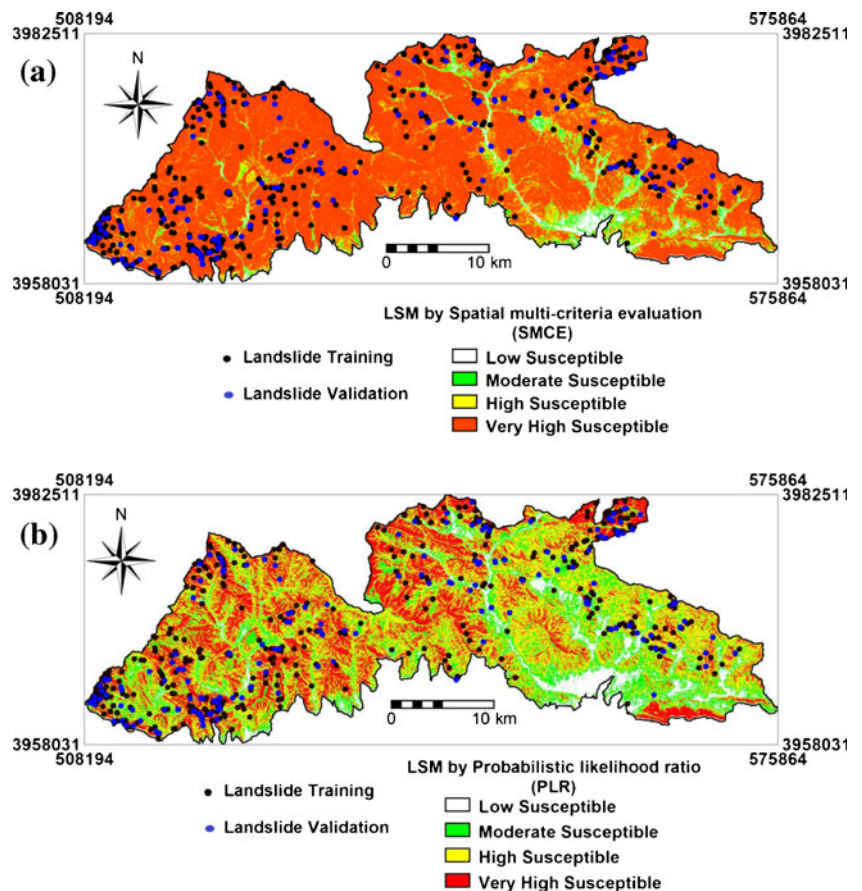 508194
575864
3982511
3982511
(a)
N
0
10 km
3958031
3958031
508194
575864
LSM by Spatial multi-criteria evaluation
(SMCE)
Landslide Training
Landslide Validation
Low Susceptible
Moderate Susceptible
High Susceptible
Very High Susceptible
508194
575864
3982511
3982511
(b)
N
0
10 km
3958031
3958031
508194
575864
LSM by Probabilistic likelihood ratio
(PLR)
Landslide Training
Landslide Validation
Low Susceptible
Moderate Susceptible
High Susceptible
Very High Susceptible